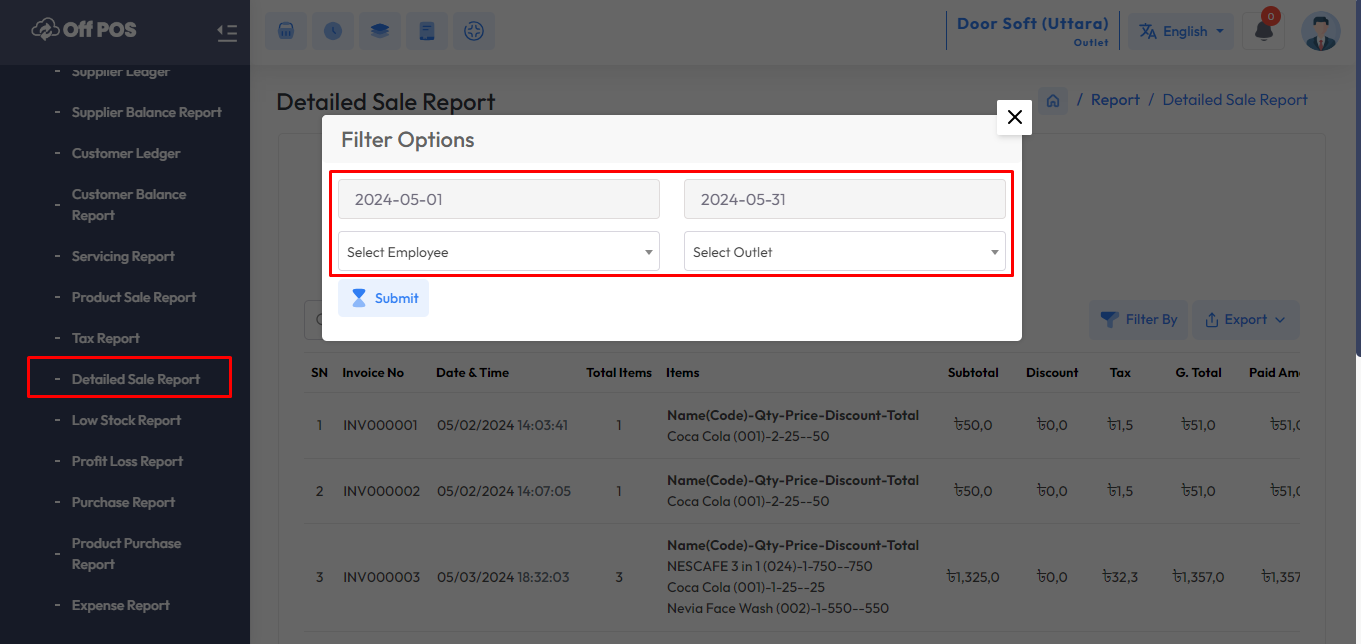 Off POS
Door Soft (Uttara)
Outlet
English
0
Supplier Ledger
- Supplier Balance Report
- Customer Ledger
- Customer Balance
Report
- Servicing Report
- Product Sale Report
- Tax Report
- Detailed Sale Report
- Low Stock Report
- Profit Loss Report
- Purchase Report
- Product Purchase
Report
- Expense Report
Detailed Sale Report
/ Report / Detailed Sale Report
Filter Options
2024-05-01 2024-05-31
Select Employee Select Outlet
Submit
Filter By Export
SN Invoice No Date & Time Total Items Items Subtotal Discount Tax G. Total Paid Am
1 INV000001 05/02/2024 14:03:41 1 Name(Code)-Qty-Price-Discount-Total ৳50,0 ৳0,0 ৳1,5 ৳51,0 ৳51,0
Coca Cola (001)-2-25--50
2 INV000002 05/02/2024 14:07:05 1 Name(Code)-Qty-Price-Discount-Total ৳50,0 ৳0,0 ৳1,5 ৳51,0 ৳51,0
Coca Cola (001)-2-25--50
Name(Code)-Qty-Price-Discount-Total
NESCAFE 3 in 1 (024)-1-750--750
3 INV000003 05/03/2024 18:32:03 3 Coca Cola (001)-1-25--25 ৳1,325,0 ৳0,0 ৳32,3 ৳1,357,0 ৳1,357
Nevia Face Wash (002)-1-550--550